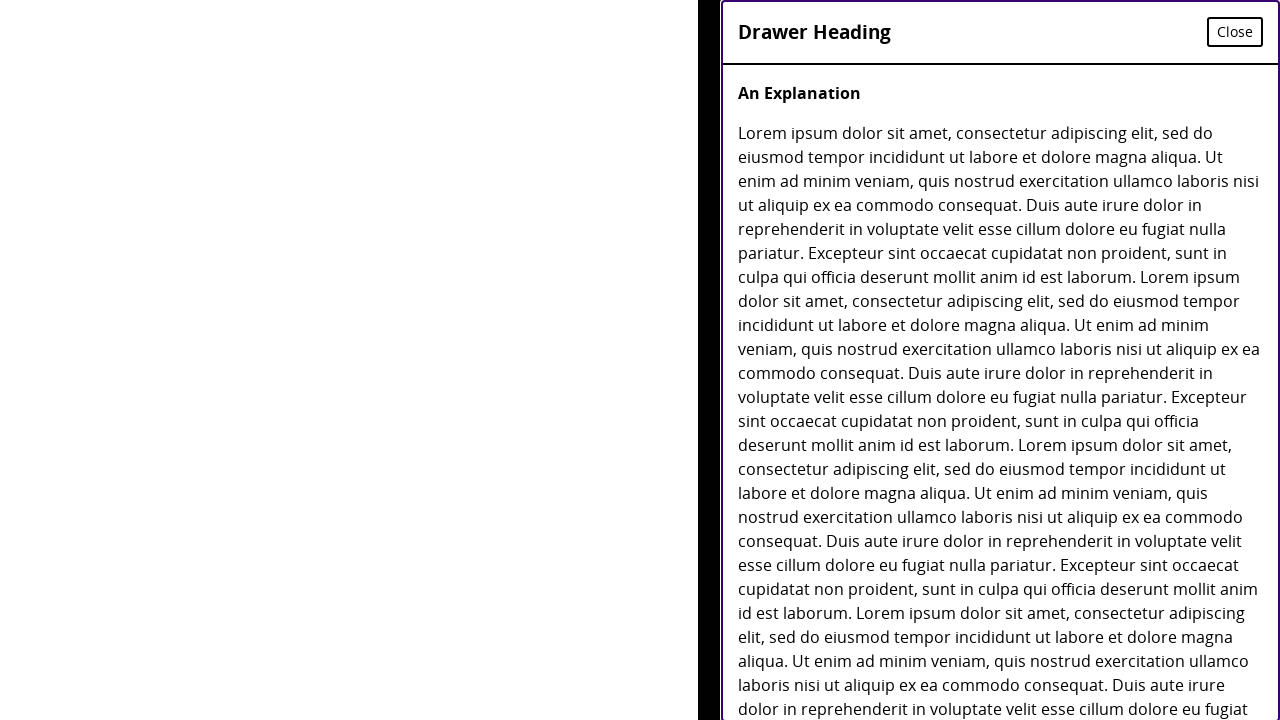 Drawer Heading
Close
An Explanation
Lorem ipsum dolor sit amet, consectetur adipiscing elit, sed do
eiusmod tempor incididunt ut labore et dolore magna aliqua. Ut
enim ad minim veniam, quis nostrud exercitation ullamco laboris nisi
ut aliquip ex ea commodo consequat. Duis aute irure dolor in
reprehenderit in voluptate velit esse cillum dolore eu fugiat nulla
pariatur. Excepteur sint occaecat cupidatat non proident, sunt in
culpa qui officia deserunt mollit anim id est laborum. Lorem ipsum
dolor sit amet, consectetur adipiscing elit, sed do eiusmod tempor
incididunt ut labore et dolore magna aliqua. Ut enim ad minim
veniam, quis nostrud exercitation ullamco laboris nisi ut aliquip ex ea
commodo consequat. Duis aute irure dolor in reprehenderit in
voluptate velit esse cillum dolore eu fugiat nulla pariatur. Excepteur
sint occaecat cupidatat non proident, sunt in culpa qui officia
deserunt mollit anim id est laborum. Lorem ipsum dolor sit amet,
consectetur adipiscing elit, sed do eiusmod tempor incididunt ut
labore et dolore magna aliqua. Ut enim ad minim veniam, quis
nostrud exercitation ullamco laboris nisi ut aliquip ex ea commodo
consequat. Duis aute irure dolor in reprehenderit in voluptate velit
esse cillum dolore eu fugiat nulla pariatur. Excepteur sint occaecat
cupidatat non proident, sunt in culpa qui officia deserunt mollit anim
id est laborum. Lorem ipsum dolor sit amet, consectetur adipiscing
elit, sed do eiusmod tempor incididunt ut labore et dolore magna
aliqua. Ut enim ad minim veniam, quis nostrud exercitation ullamco
laboris nisi ut aliquip ex ea commodo consequat. Duis aute irure
dolor in reprehenderit in voluptate velit esse cillum dolore eu fugiat